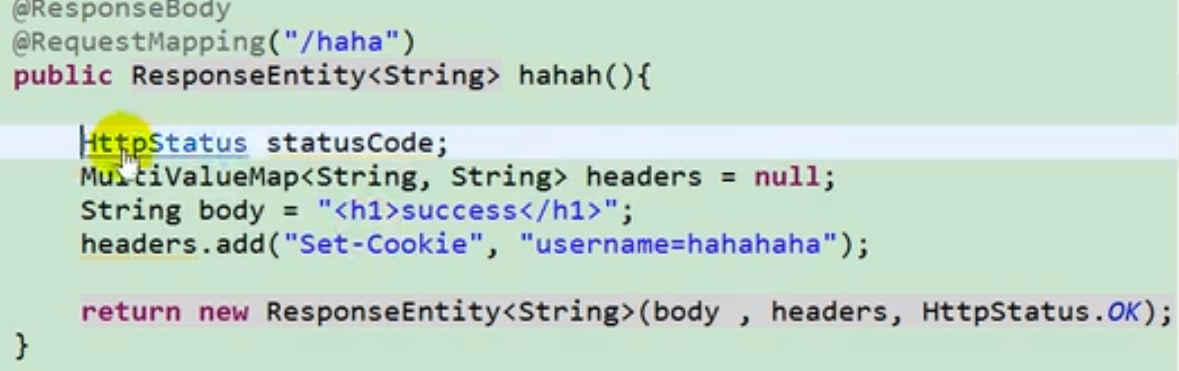 @ResponseBody
@RequestMapping("/haha")
public ResponseEntity<String> hahah(){
HttpStatus statusCode;
MultiValueMap<String, String> headers = null;
String body = "<h1>success</h1>";
headers.add("Set-Cookie", "username=hahahaha");
return new ResponseEntity<String>(body , headers, HttpStatus.OK);
}